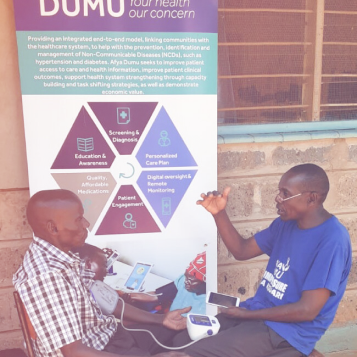 DUMU
your health
our concern
Providing an integrated end-to-end model, linking communities with
the healthcare system, to help with the prevention, identification and
management of Non-Communicable Diseases (NCDs), such as
hypertension and diabetes. Afya Dumu seeks to improve patient
access to care and health information, improve patient clinical
outcomes, support health system strengthening through capacity
building and task shifting strategies, as well as demonstrate
economic value.
Screening &
Diagnosis
Education &
Awareness
Personalized
Care Plan
Quality,
Affordable
Medications
Digital oversight &
Remote
Monitoring
Patient
Engagement